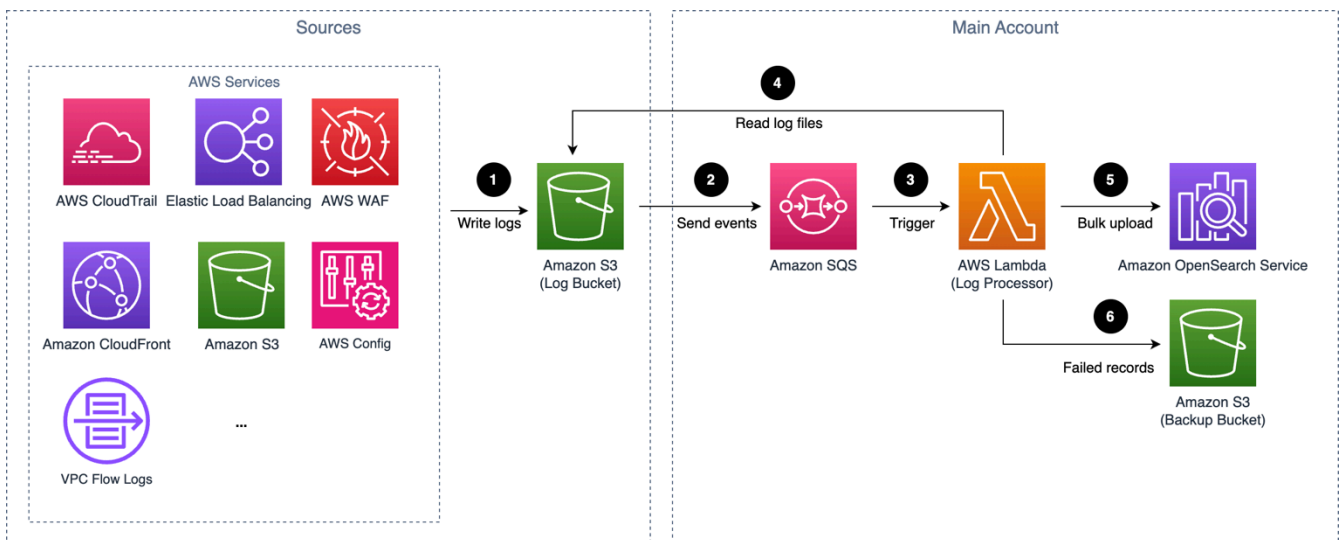 Sources
Main Account
AWS Services
AWS CloudTrail
Elastic Load Balancing
AWS WAF
Amazon CloudFront
Amazon S3
AWS Config
VPC Flow Logs
...
1
Write logs
Amazon S3
(Log Bucket)
2
Send events
Amazon SQS
3
Trigger
4
Read log files
AWS Lambda
(Log Processor)
5
Bulk upload
Amazon OpenSearch Service
6
Failed records
Amazon S3
(Backup Bucket)